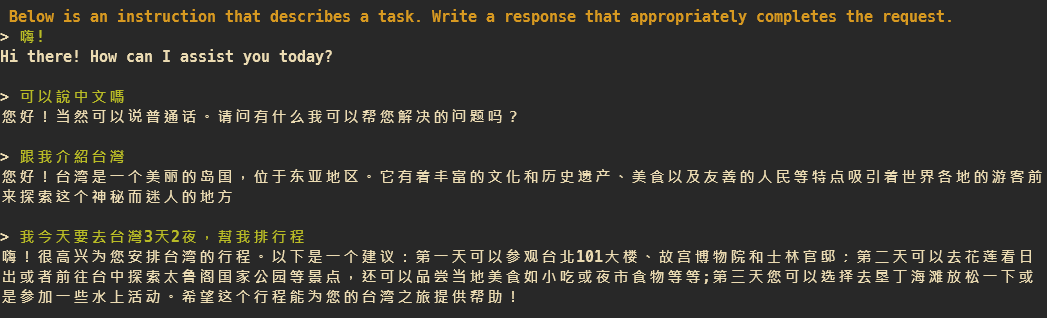 Below is an instruction that describes a task. Write a response that appropriately completes the request.
> 嗨!
Hi there! How can I assist you today?
> 可以說中文嗎
您好！当然可以说普通话。请问有什么我可以帮您解决的问题吗？
> 跟我介紹台灣
您好！台湾是一个美丽的岛国，位于东亚地区。它有着丰富的文化和历史遗产、美食以及友善的人民等特点吸引着世界各地的游客前
来探索这个神秘而迷人的地方
> 我今天要去台灣3天2夜，幫我排行程
嗨！很高兴为您安排台湾的行程。以下是一个建议：第一天可以参观台北101大楼、故宫博物院和士林官邸；第二天可以去花莲看日
出或者前往台中探索太鲁阁国家公园等景点，还可以品尝当地美食如小吃或夜市食物等等;第三天您可以选择去垦丁海滩放松一下或
是参加一些水上活动。希望这个行程能为您的台湾之旅提供帮助！